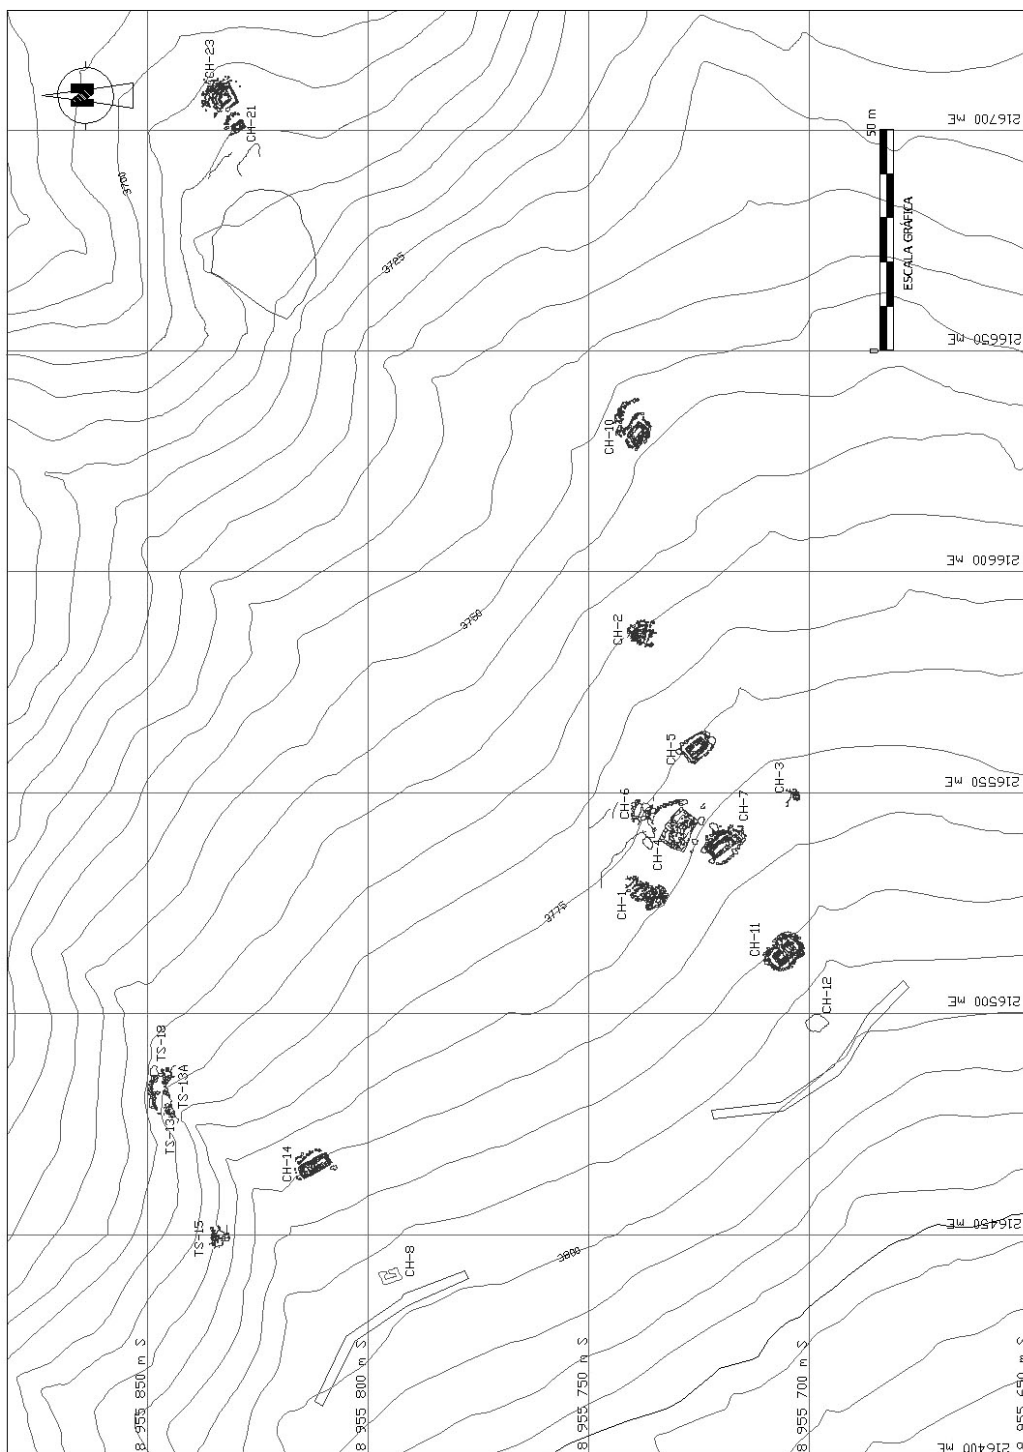 CH-23
CH-21
N
3700
216700 mE
50 m
ESCALA GRÁFICA
0
3725
216650 mE
CH-10
216600 mE
3750
CH-2
CH-5
CH-3
216550 mE
CH-6
CH-4
CH-7
CH-1
3775
CH-11
CH-12
216500 mE
TS-18
TS-13A
TS-13
CH-14
TS-15
216450 mE
3800
CH-8
8 955 850 m S
8 955 800 m S
8 955 750 m S
8 955 700 m S
8 955 650 m S
216400 mE